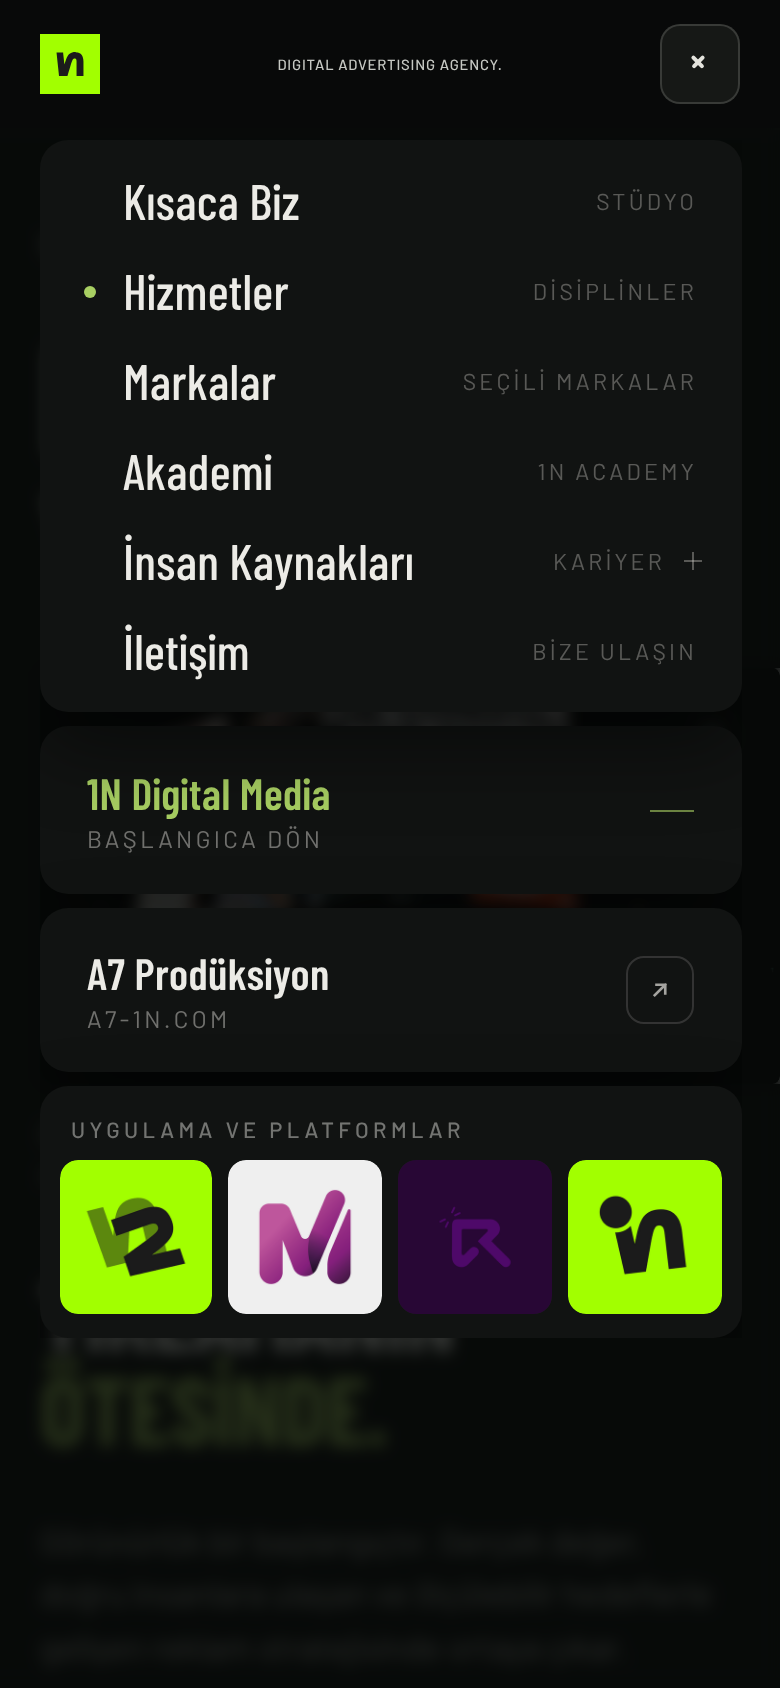 n
DIGITAL ADVERTISING AGENCY.
Kısaca Biz STÜDYO
Hizmetler DİSİPLİNLER
Markalar SEÇİLİ MARKALAR
Akademi 1N ACADEMY
İnsan Kaynakları KARİYER +
İletişim BİZE ULAŞIN
1N Digital Media
BAŞLANGICA DÖN
A7 Prodüksiyon
A7-1N.COM
UYGULAMA VE PLATFORMLAR
ÖTESİNDE.